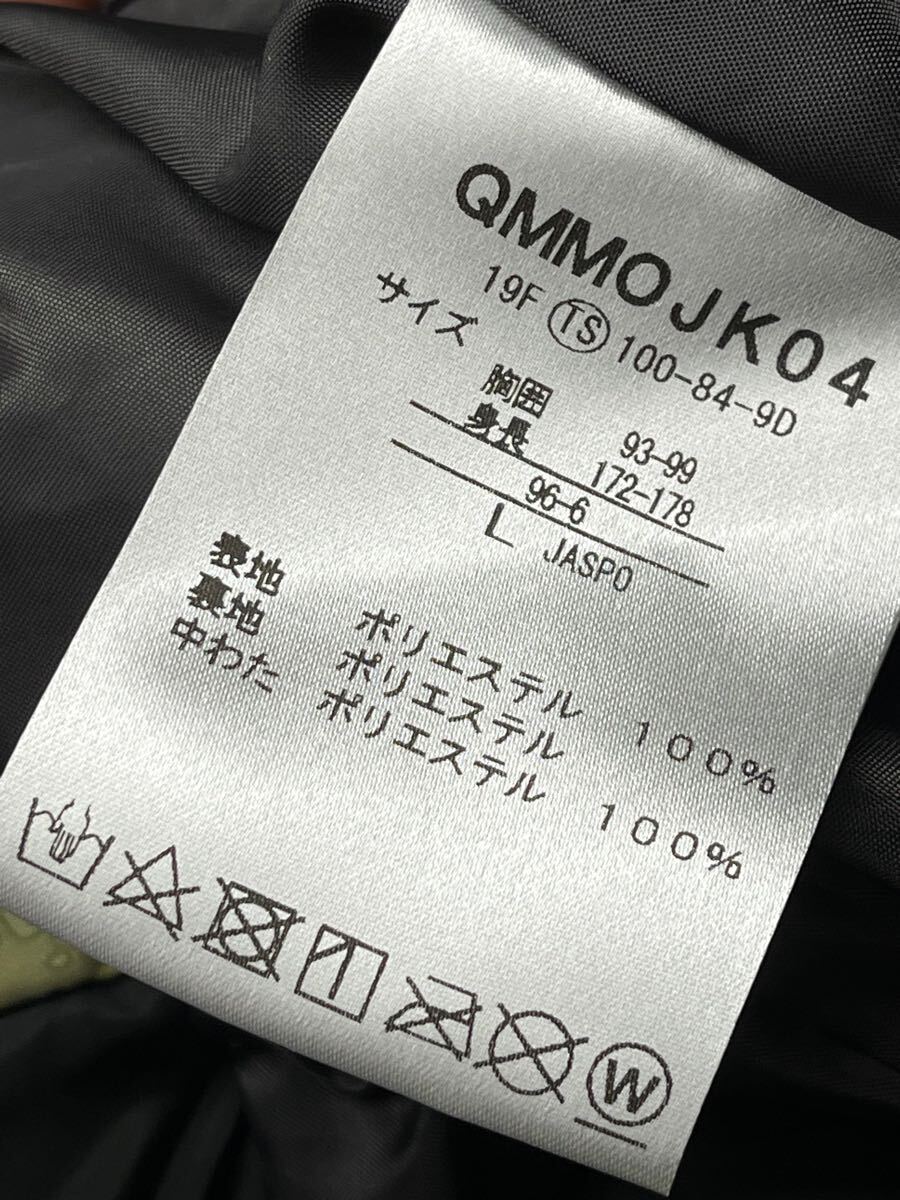 QMMOJK04
19F TS 100-84-9D
サイズ
胸囲 93-99
身長 172-178
96-6
L JASPO
表地 ポリエステル 100%
裏地 ポリエステル
中わた ポリエステル 100%
W